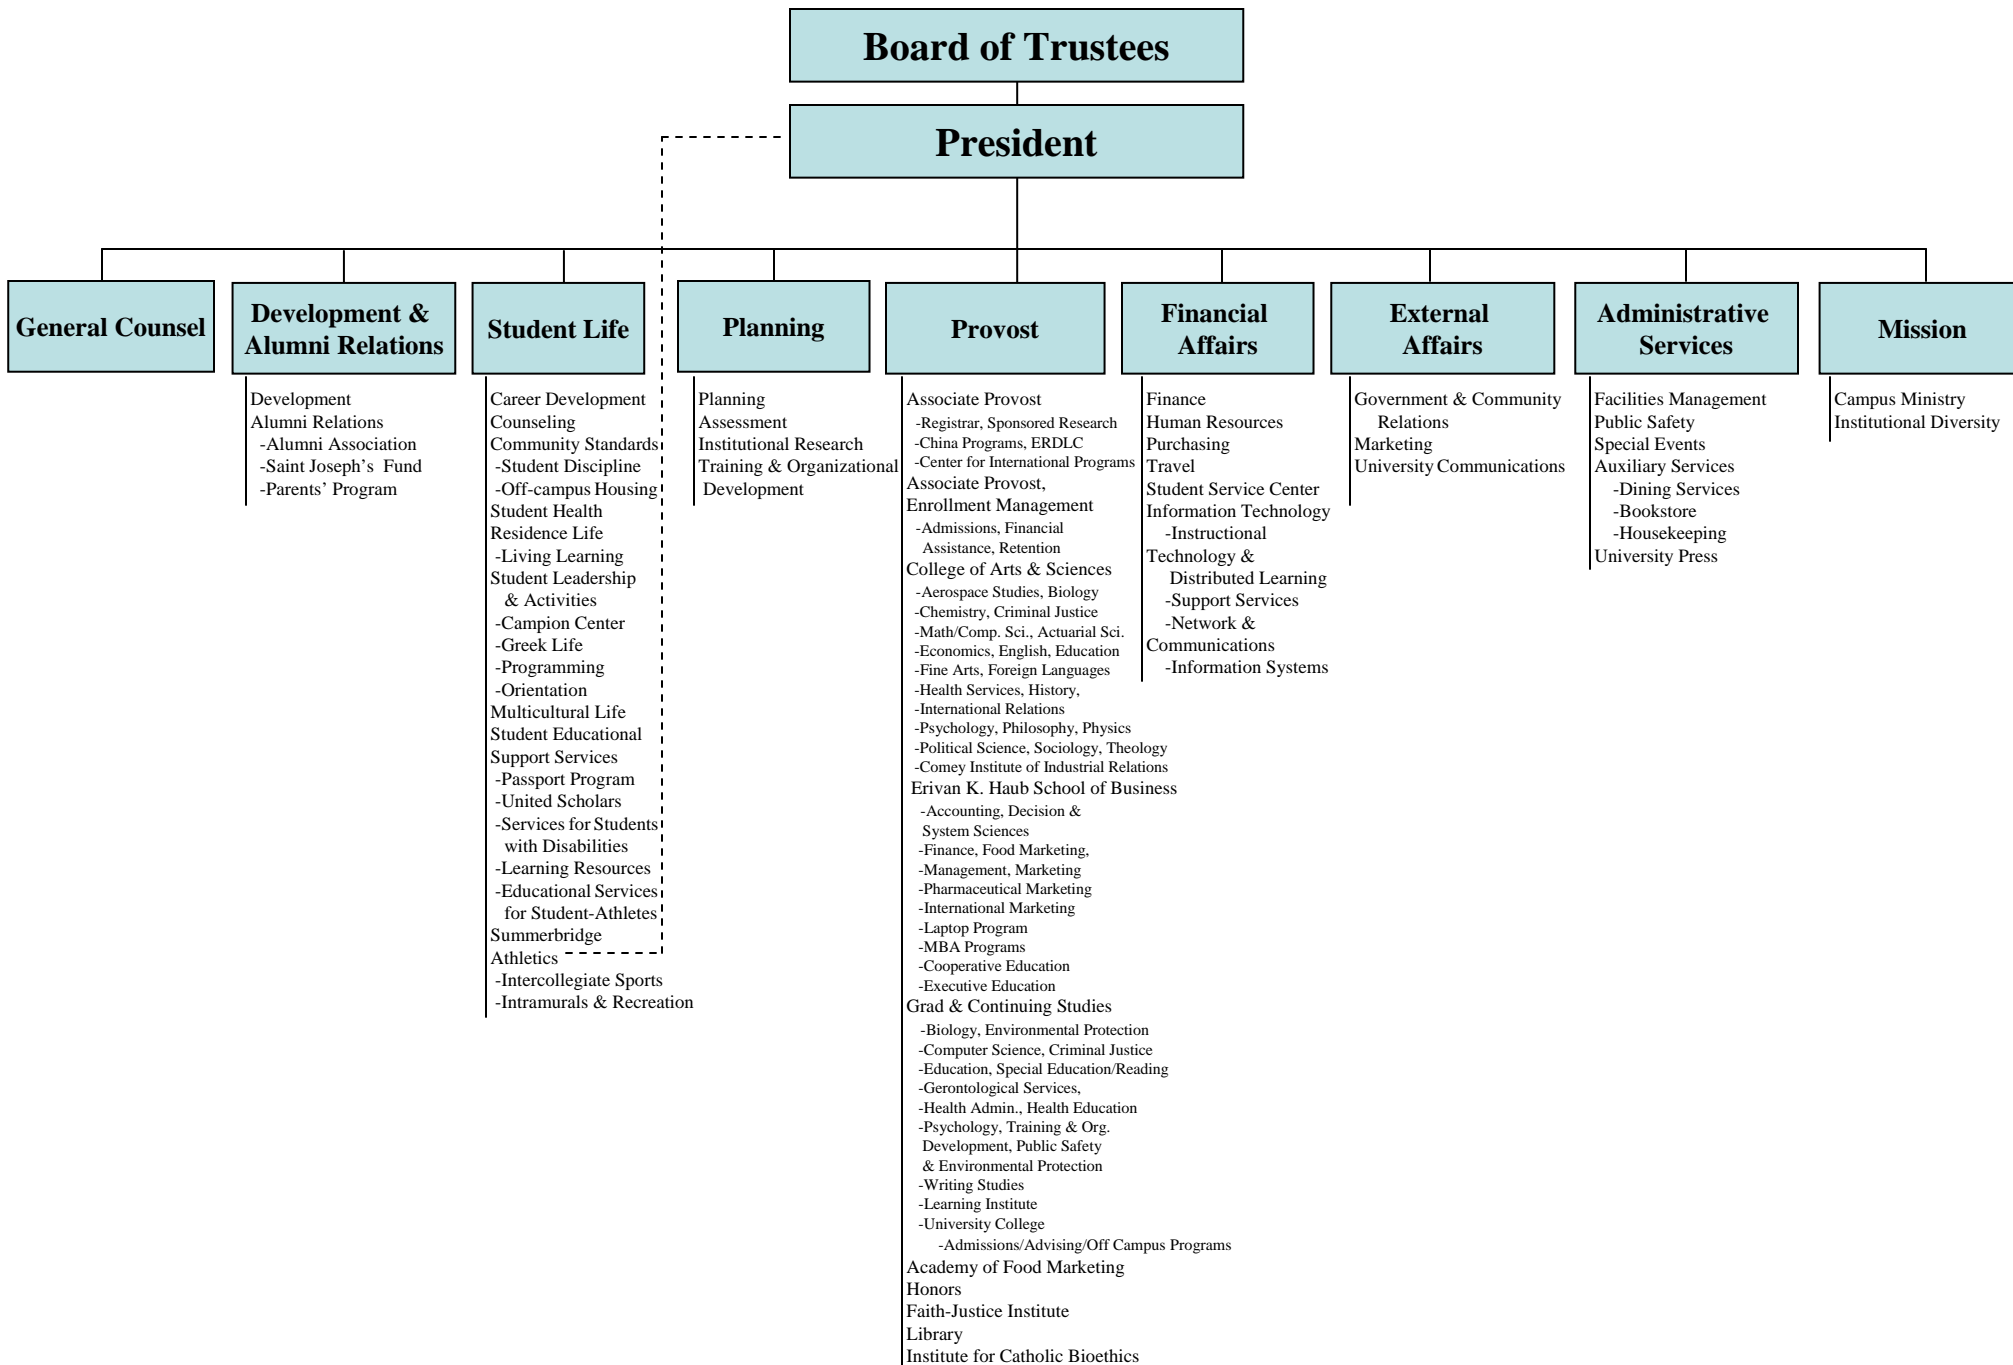 Board of Trustees
President
General Counsel
Development &
Alumni Relations
Development
Alumni Relations
-Alumni Association
-Saint Joseph’s Fund
-Parents’ Program
Student Life
Career Development
Counseling
Community Standards
-Student Discipline
-Off-campus Housing
Student Health
Residence Life
-Living Learning
Student Leadership
& Activities
-Campion Center
-Greek Life
-Programming
-Orientation
Multicultural Life
Student Educational
Support Services
-Passport Program
-United Scholars
-Services for Students
with Disabilities
-Learning Resources
-Educational Services
for Student-Athletes
Summerbridge
Athletics
-Intercollegiate Sports
-Intramurals & Recreation
Planning
Planning
Assessment
Institutional Research
Training & Organizational
Development
Provost
Associate Provost
-Registrar, Sponsored Research
-China Programs, ERDLC
-Center for International Programs
Associate Provost,
Enrollment Management
-Admissions, Financial
Assistance, Retention
College of Arts & Sciences
-Aerospace Studies, Biology
-Chemistry, Criminal Justice
-Math/Comp. Sci., Actuarial Sci.
-Economics, English, Education
-Fine Arts, Foreign Languages
-Health Services, History,
-International Relations
-Psychology, Philosophy, Physics
-Political Science, Sociology, Theology
-Comey Institute of Industrial Relations
Erivan K. Haub School of Business
-Accounting, Decision &
System Sciences
-Finance, Food Marketing,
-Management, Marketing
-Pharmaceutical Marketing
-International Marketing
-Laptop Program
-MBA Programs
-Cooperative Education
-Executive Education
Grad & Continuing Studies
-Biology, Environmental Protection
-Computer Science, Criminal Justice
-Education, Special Education/Reading
-Gerontological Services,
-Health Admin., Health Education
-Psychology, Training & Org.
Development, Public Safety
& Environmental Protection
-Writing Studies
-Learning Institute
-University College
-Admissions/Advising/Off Campus Programs
Academy of Food Marketing
Honors
Faith-Justice Institute
Library
Institute for Catholic Bioethics
Financial
Affairs
Finance
Human Resources
Purchasing
Travel
Student Service Center
Information Technology
-Instructional
Technology &
Distributed Learning
-Support Services
-Network &
Communications
-Information Systems
External
Affairs
Government & Community
Relations
Marketing
University Communications
Administrative
Services
Facilities Management
Public Safety
Special Events
Auxiliary Services
-Dining Services
-Bookstore
-Housekeeping
University Press
Mission
Campus Ministry
Institutional Diversity